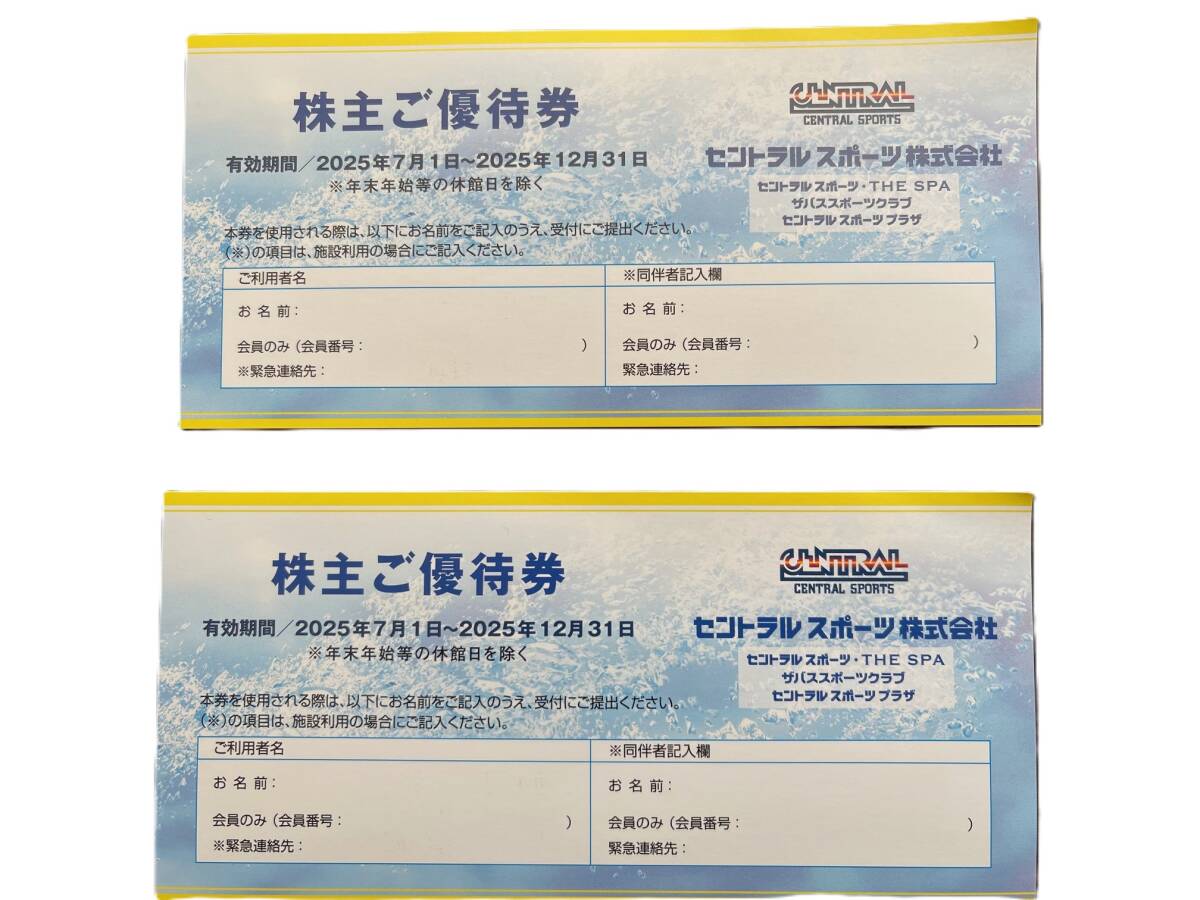 株主ご優待券
有効期間／2025年7月1日〜2025年12月31日
※年末年始等の休館日を除く
CENTRAL
CENTRAL SPORTS
セントラルスポーツ株式会社
セントラルスポーツ・THE SPA
ザバススポーツクラブ
セントラルスポーツプラザ
本券を使用される際は、以下にお名前をご記入のうえ、受付にご提出ください。
（※）の項目は、施設利用の場合にご記入ください。
ご利用者名
お名前：
会員のみ（会員番号： ）
※緊急連絡先：
※同伴者記入欄
お名前：
会員のみ（会員番号： ）
緊急連絡先：
株主ご優待券
有効期間／2025年7月1日〜2025年12月31日
※年末年始等の休館日を除く
CENTRAL
CENTRAL SPORTS
セントラルスポーツ株式会社
セントラルスポーツ・THE SPA
ザバススポーツクラブ
セントラルスポーツプラザ
本券を使用される際は、以下にお名前をご記入のうえ、受付にご提出ください。
（※）の項目は、施設利用の場合にご記入ください。
ご利用者名
お名前：
会員のみ（会員番号： ）
※緊急連絡先：
※同伴者記入欄
お名前：
会員のみ（会員番号： ）
緊急連絡先：